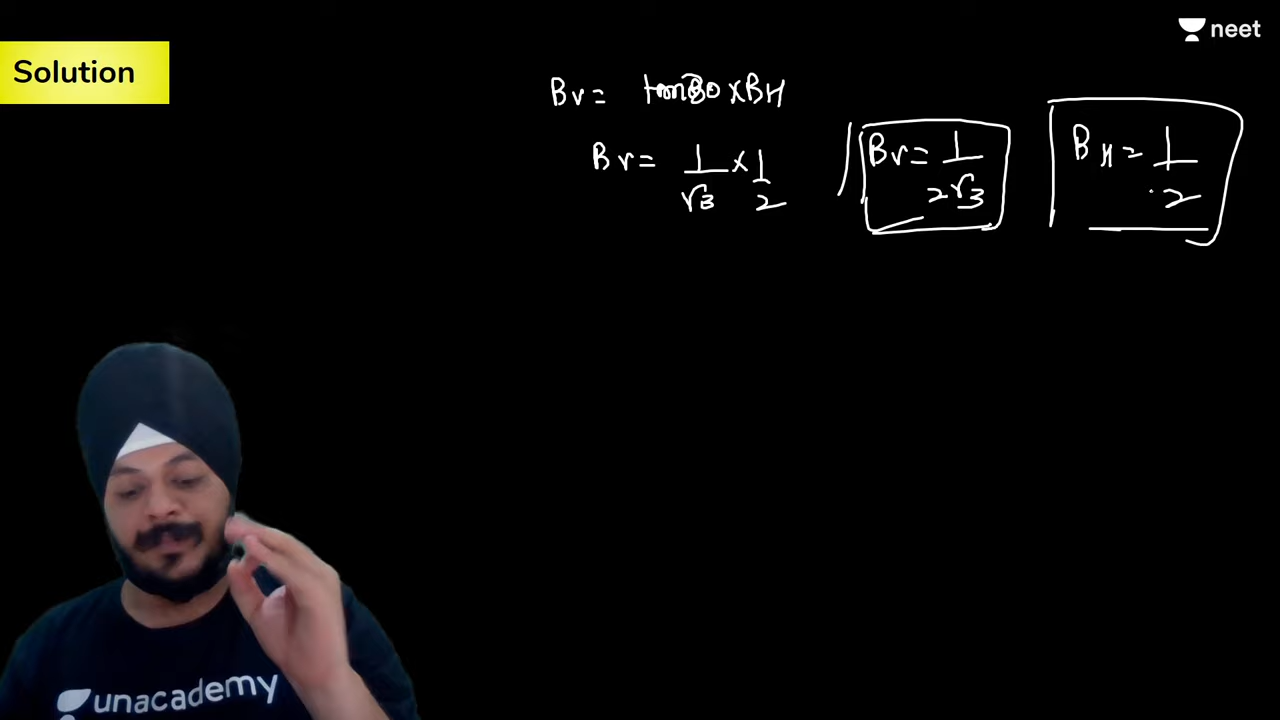 neet
Solution
Bv = tan30 × BH
Bv = 1/√3 × 1/2
Bv = 1/2√3
BH = 1/2
unacademy